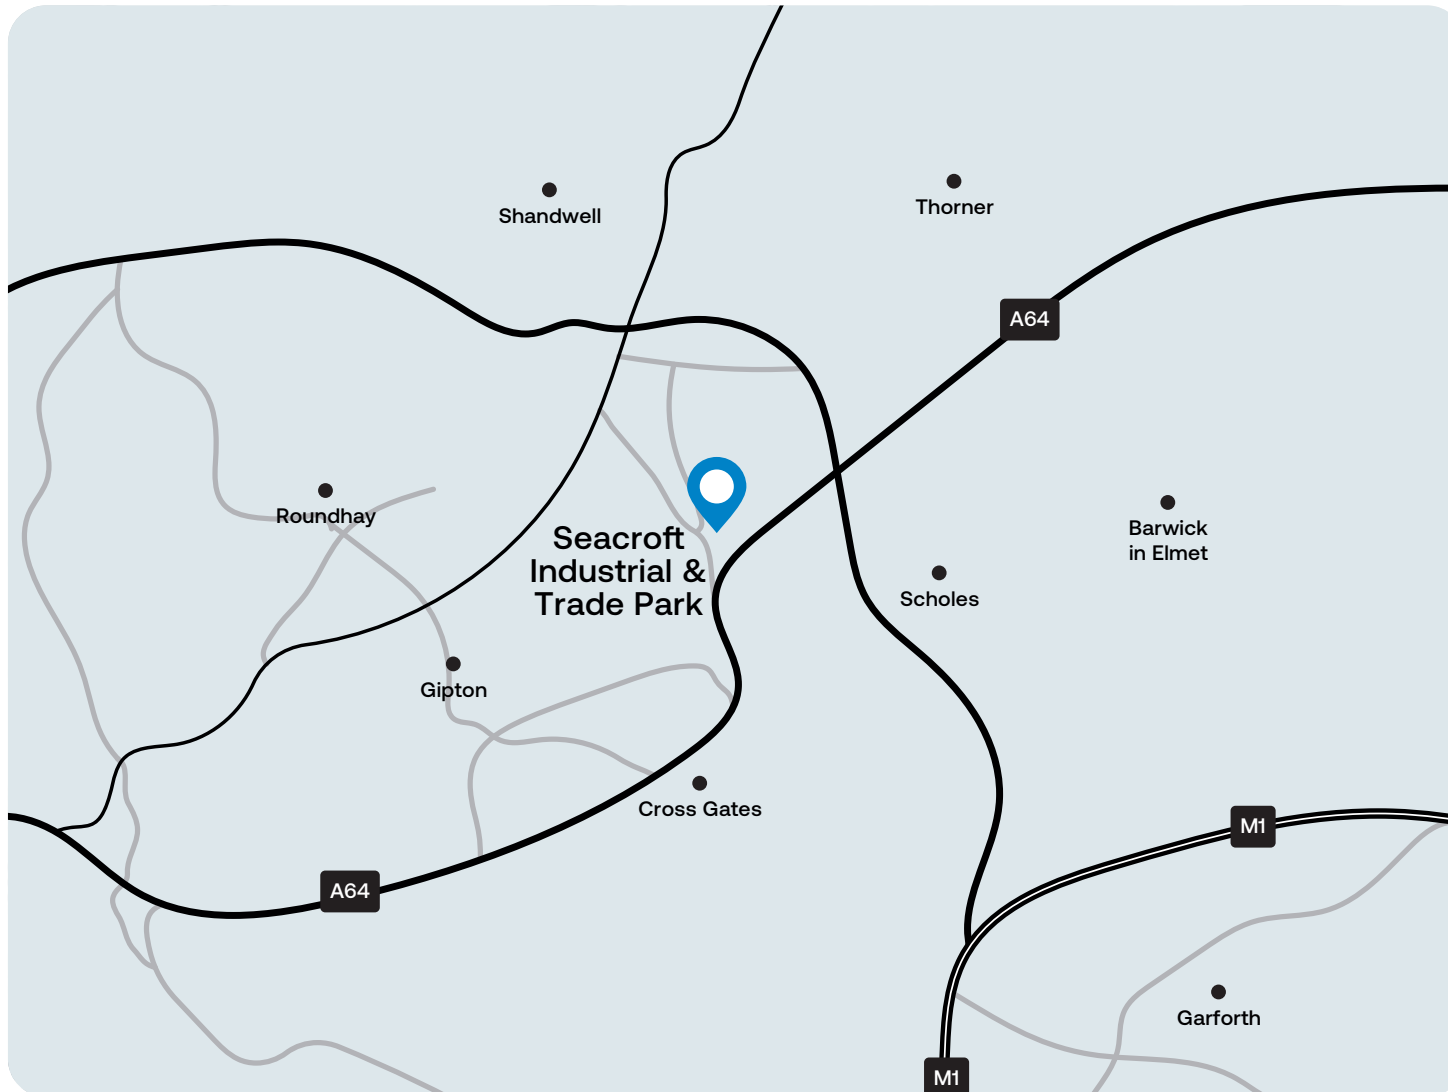 Shandwell
Thorner
A64
Roundhay
Barwick
in Elmet
Seacroft
Industrial &
Trade Park
Scholes
Gipton
Cross Gates
M1
A64
Garforth
M1